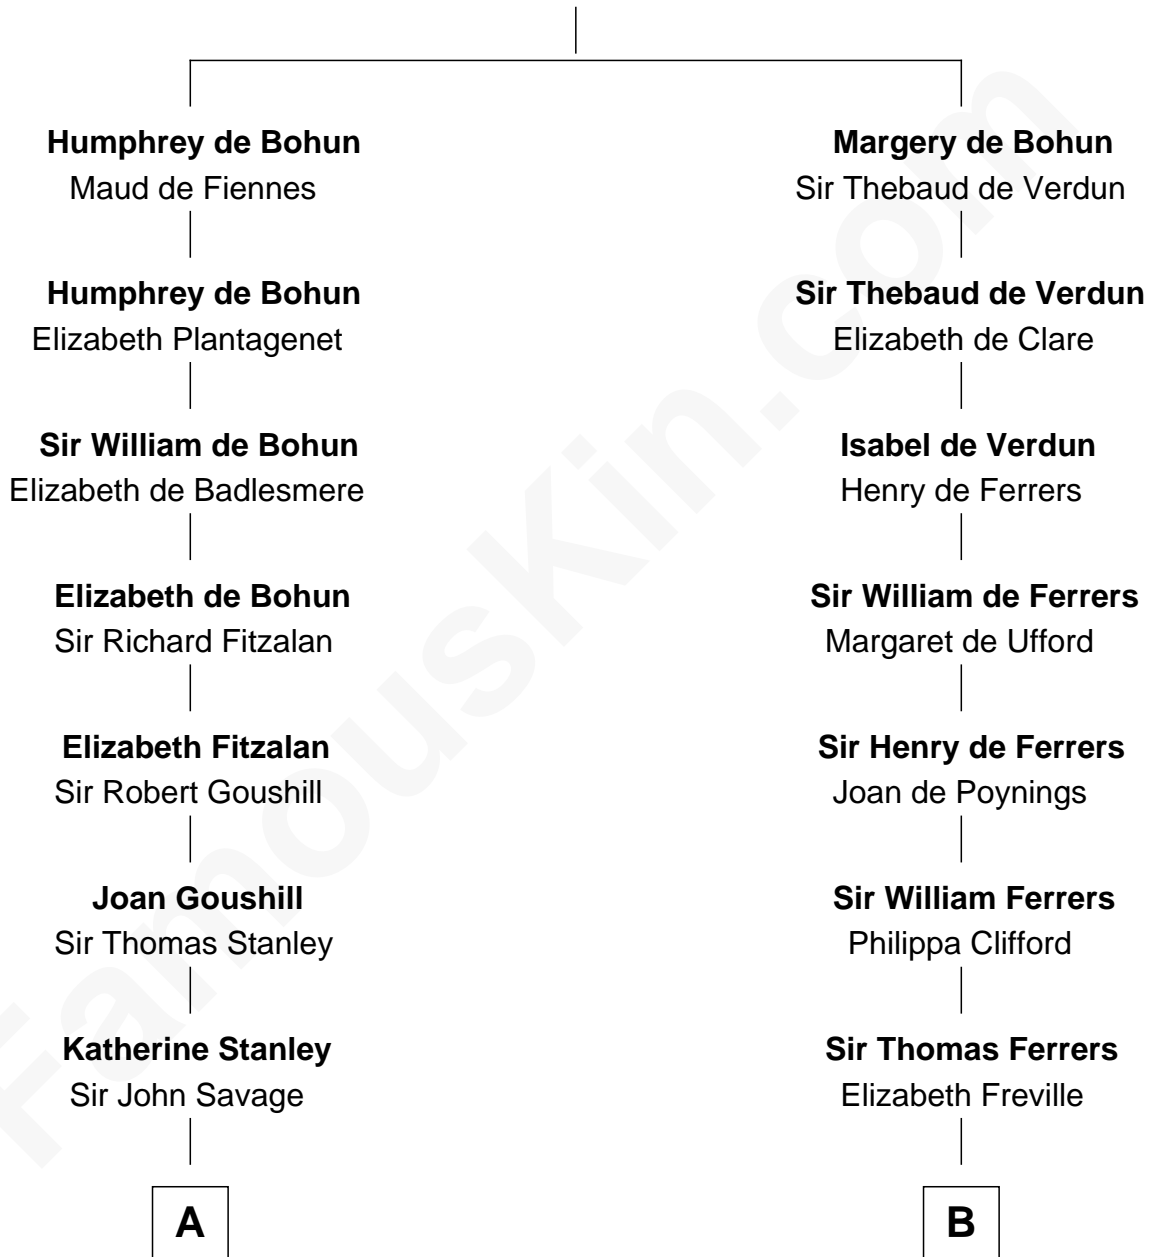 Humphrey de Bohun
Maud de Fiennes
Humphrey de Bohun
Elizabeth Plantagenet
Sir William de Bohun
Elizabeth de Badlesmere
Elizabeth de Bohun
Sir Richard Fitzalan
Elizabeth Fitzalan
Sir Robert Goushill
Joan Goushill
Sir Thomas Stanley
Katherine Stanley
Sir John Savage
A
Margery de Bohun
Sir Thebaud de Verdun
Sir Thebaud de Verdun
Elizabeth de Clare
Isabel de Verdun
Henry de Ferrers
Sir William de Ferrers
Margaret de Ufford
Sir Henry de Ferrers
Joan de Poynings
Sir William Ferrers
Philippa Clifford
Sir Thomas Ferrers
Elizabeth Freville
B
FamousKin.com